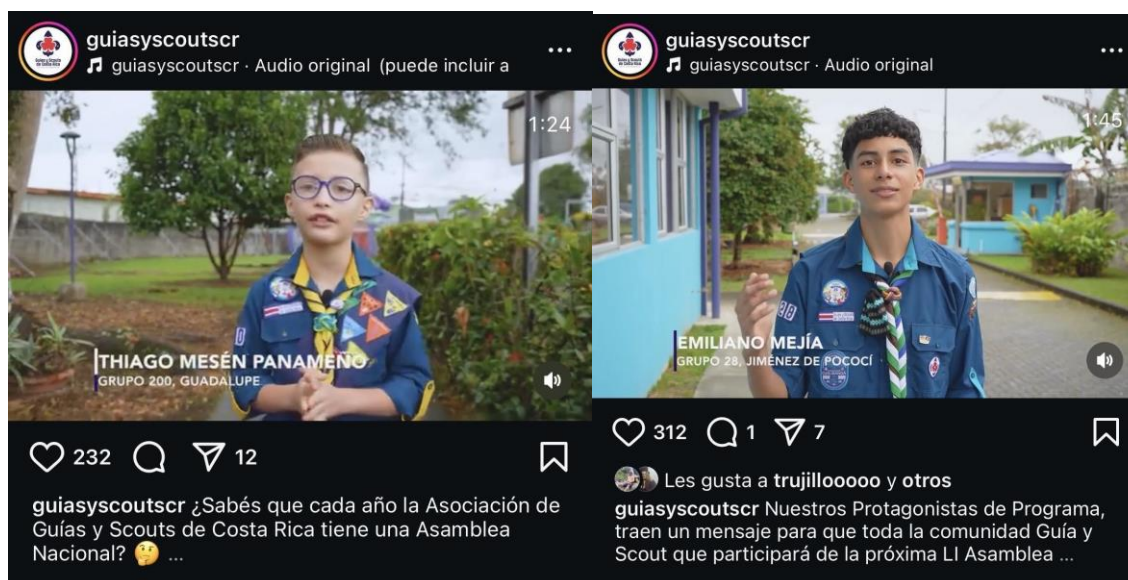 guiasyscoutscr
guiasyscoutscr · Audio original (puede incluir a
1:24
THIAGO MESÉN PANAMEÑO
GRUPO 200, GUADALUPE
232
12
guiasyscoutscr ¿Sabés que cada año la Asociación de
Guías y Scouts de Costa Rica tiene una Asamblea
Nacional? 🤔 ...
guiasyscoutscr
guiasyscoutscr · Audio original
1:45
28
EMILIANO MEJÍA
GRUPO 28, JIMÉNEZ DE POCOCÍ
312
1
7
Les gusta a trujillooooo y otros
guiasyscoutscr Nuestros Protagonistas de Programa,
traen un mensaje para que toda la comunidad Guía y
Scout que participará de la próxima LI Asamblea ...